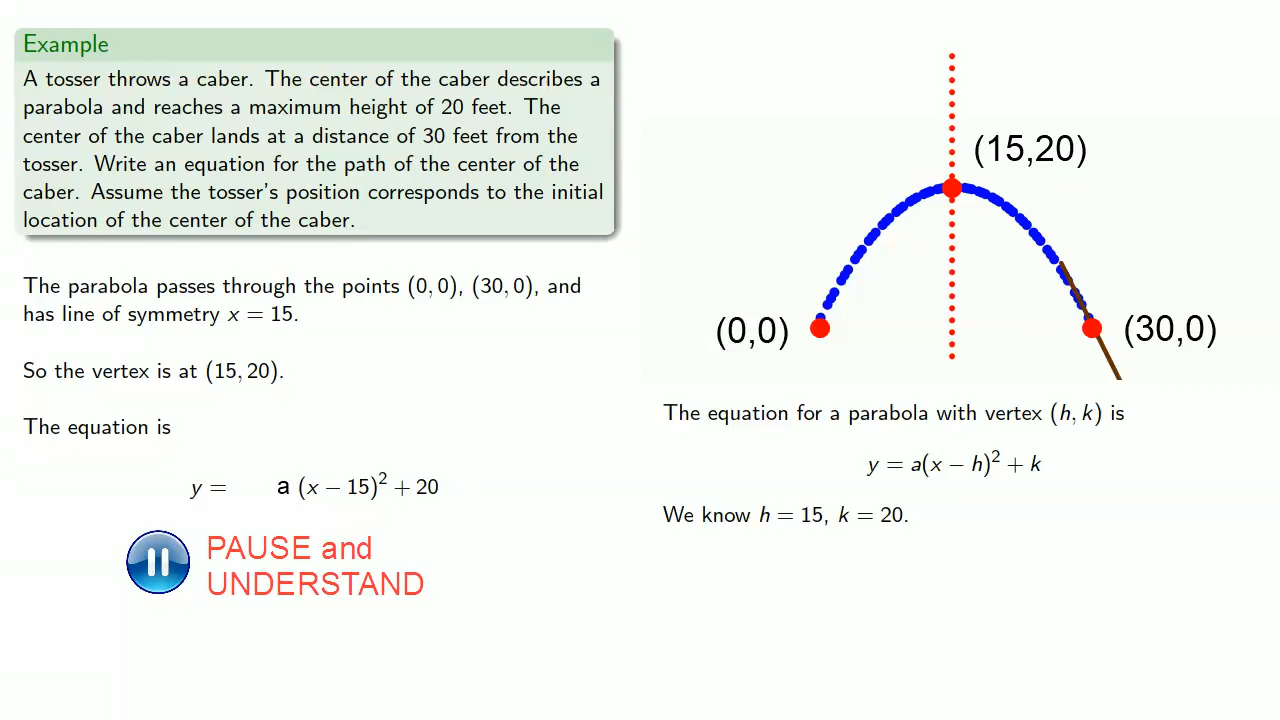 Example
A tosser throws a caber. The center of the caber describes a
parabola and reaches a maximum height of 20 feet. The
center of the caber lands at a distance of 30 feet from the
tosser. Write an equation for the path of the center of the
caber. Assume the tosser's position corresponds to the initial
location of the center of the caber.
The parabola passes through the points (0, 0), (30, 0), and
has line of symmetry x = 15.
So the vertex is at (15, 20).
The equation is
y = a (x − 15)² + 20
PAUSE and
UNDERSTAND
(15,20)
(0,0)
(30,0)
The equation for a parabola with vertex (h, k) is
y = a(x − h)² + k
We know h = 15, k = 20.